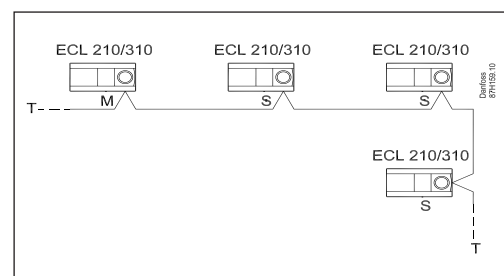 ECL 210/310 ECL 210/310 ECL 210/310
Danfoss
87H159.10
M S S
T
ECL 210/310
S
T